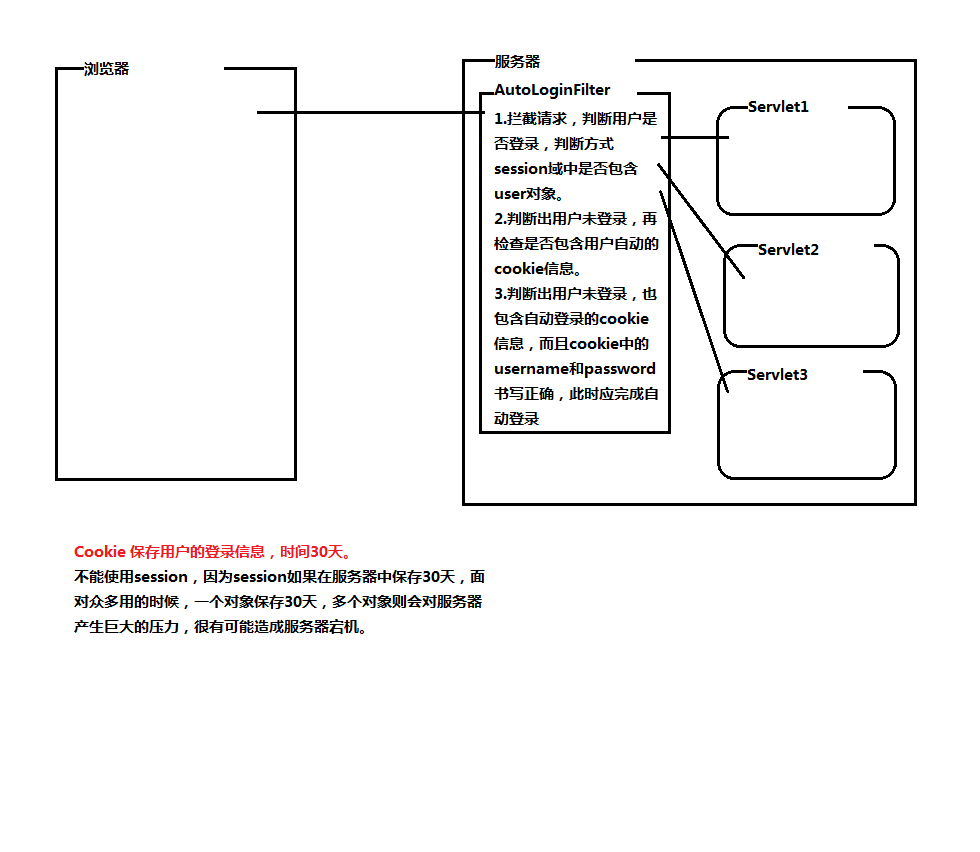 浏览器
服务器
AutoLoginFilter
1.拦截请求，判断用户是
否登录，判断方式
session域中是否包含
user对象。
2.判断出用户未登录，再
检查是否包含用户自动的
cookie信息。
3.判断出用户未登录，也
包含自动登录的cookie
信息，而且cookie中的
username和password
书写正确，此时应完成自
动登录
Servlet1
Servlet2
Servlet3
Cookie 保存用户的登录信息，时间30天。
不能使用session，因为session如果在服务器中保存30天，面
对众多用的时候，一个对象保存30天，多个对象则会对服务器
产生巨大的压力，很有可能造成服务器宕机。